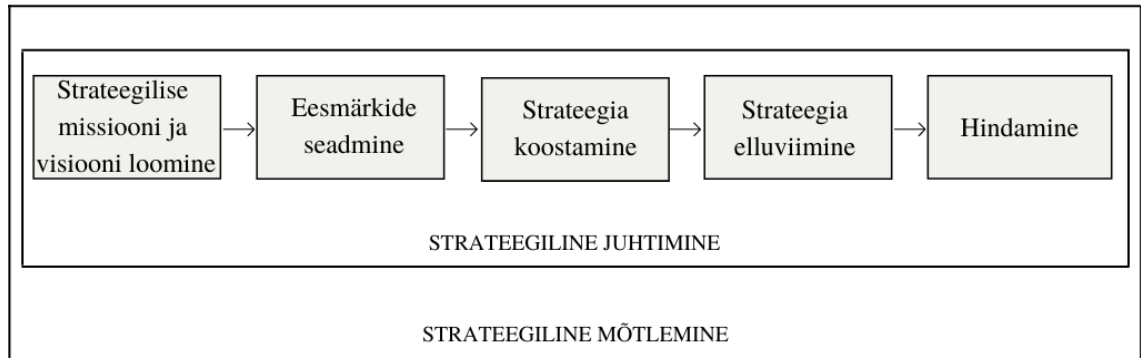 Strateegilise
missiooni ja
visiooni loomine
Eesmärkide
seadmine
Strateegia
koostamine
Strateegia
elluviimine
Hindamine
STRATEEGILINE JUHTIMINE
STRATEEGILINE MÕTLEMINE